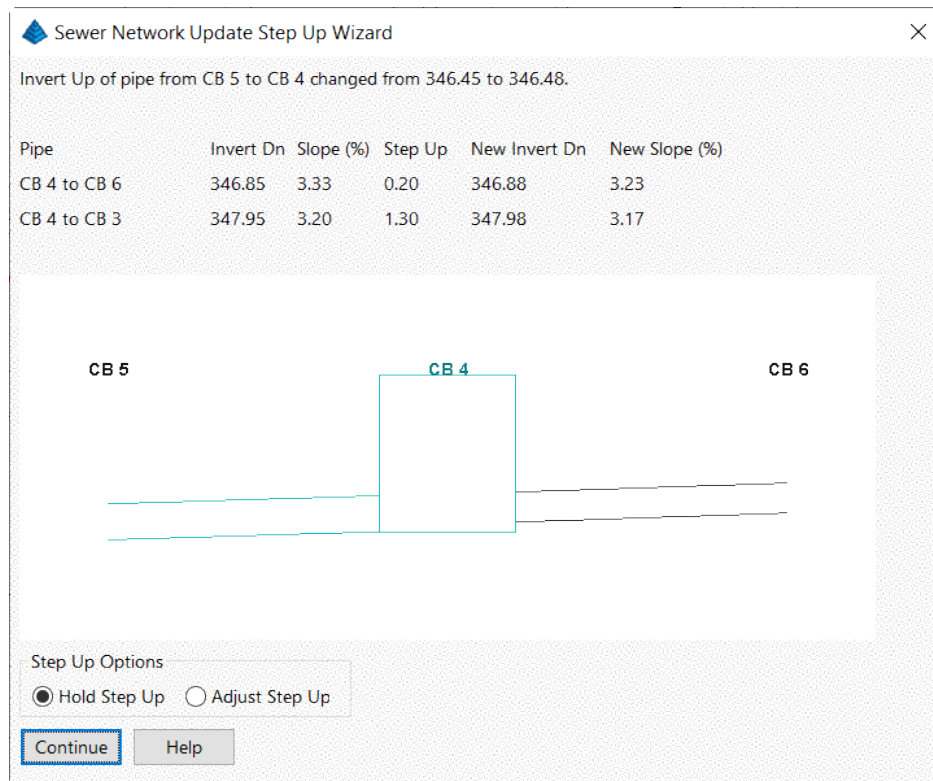 Sewer Network Update Step Up Wizard
Invert Up of pipe from CB 5 to CB 4 changed from 346.45 to 346.48.
Pipe Invert Dn Slope (%) Step Up New Invert Dn New Slope (%)
CB 4 to CB 6 346.85 3.33 0.20 346.88 3.23
CB 4 to CB 3 347.95 3.20 1.30 347.98 3.17
CB 5 CB 4 CB 6
Step Up Options
Hold Step Up Adjust Step Up
Continue Help